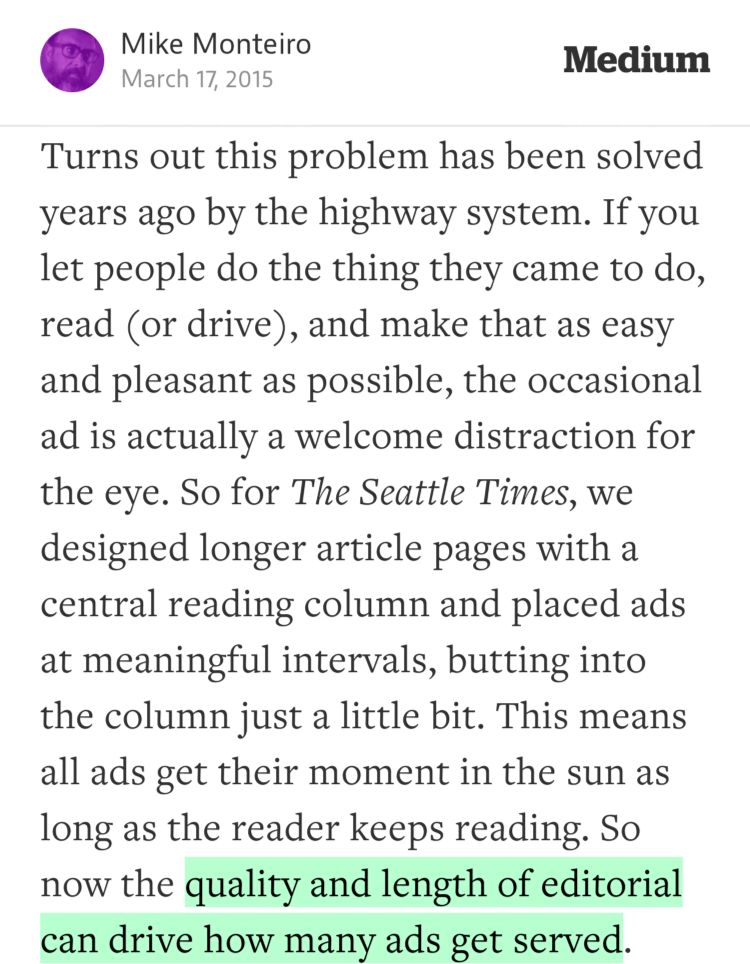 Mike Monteiro
Medium
March 17, 2015
Turns out this problem has been solved
years ago by the highway system. If you
let people do the thing they came to do,
read (or drive), and make that as easy
and pleasant as possible, the occasional
ad is actually a welcome distraction for
the eye. So for The Seattle Times, we
designed longer article pages with a
central reading column and placed ads
at meaningful intervals, butting into
the column just a little bit. This means
all ads get their moment in the sun as
long as the reader keeps reading. So
now the quality and length of editorial
can drive how many ads get served.